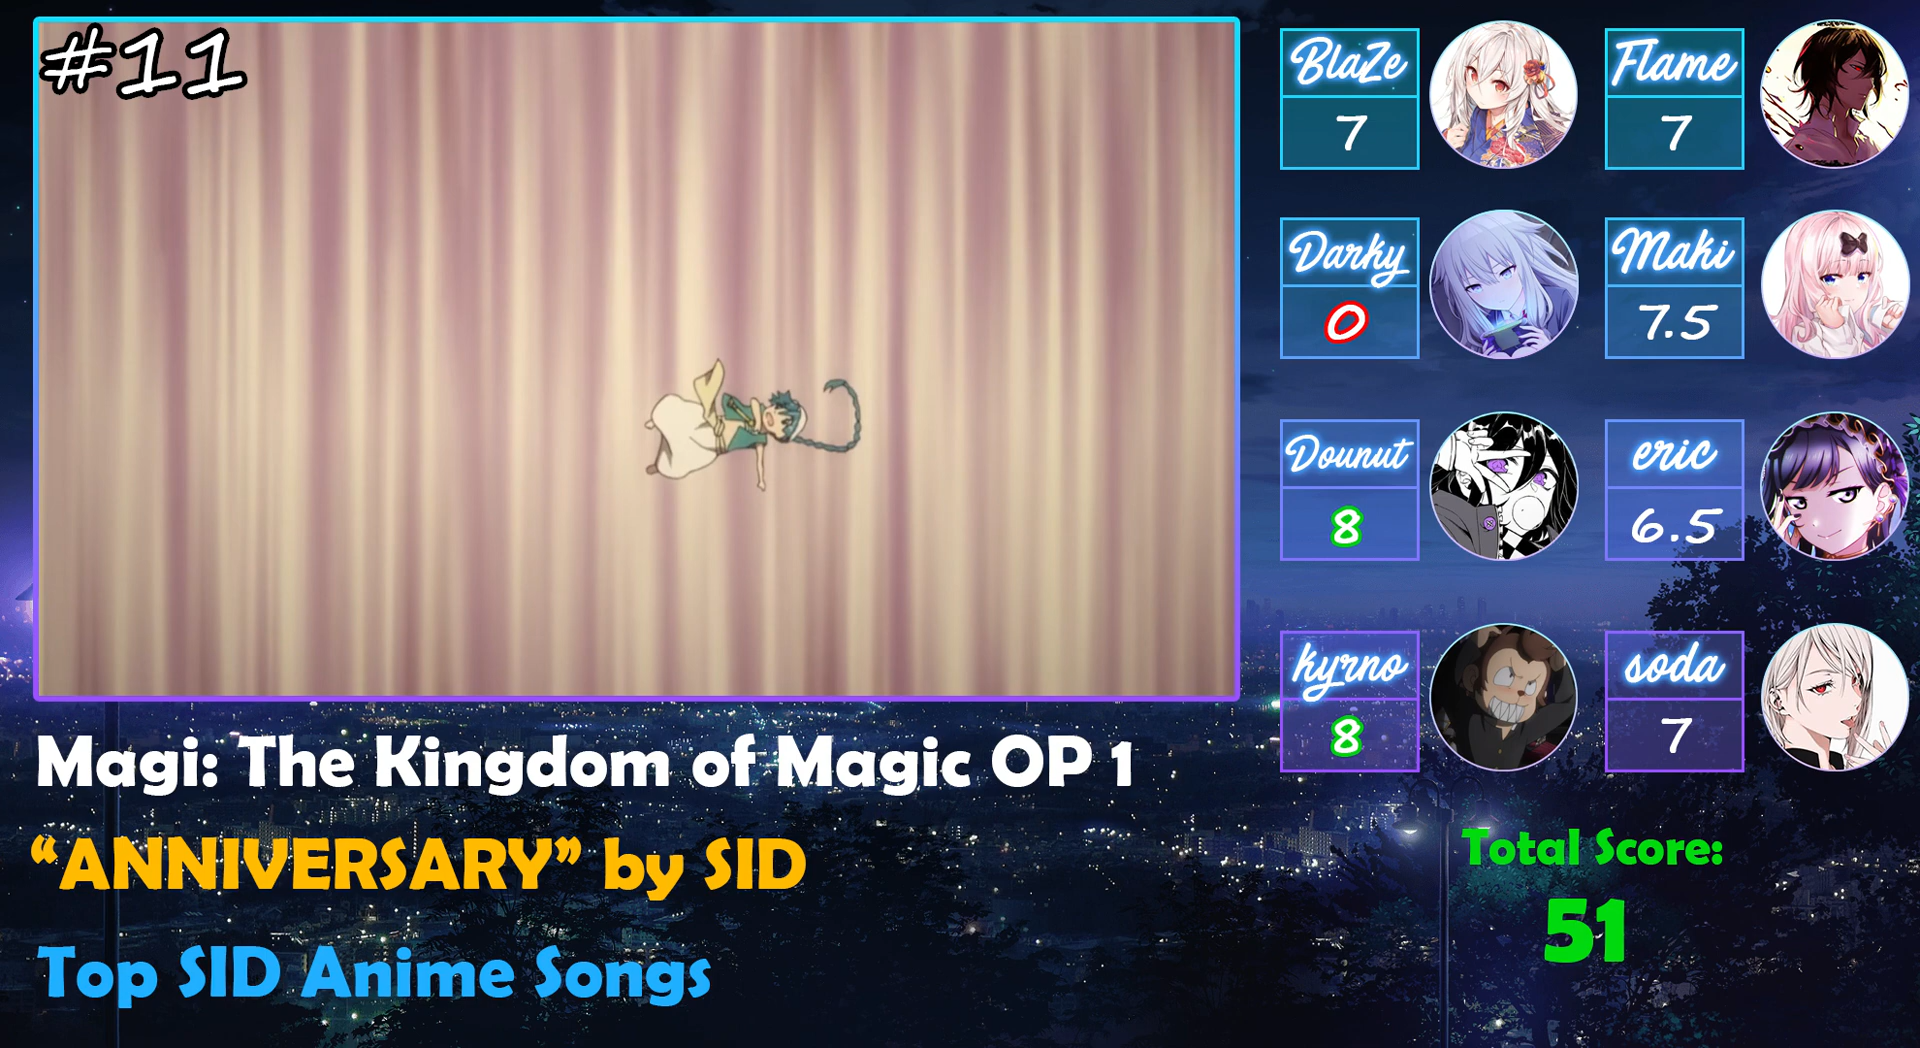 #11
BlaZe
7
Flame
7
Darky
0
Maki
7.5
Dounut
8
eric
6.5
kyrno
8
soda
7
Magi: The Kingdom of Magic OP 1
“ANNIVERSARY” by SID
Top SID Anime Songs
Total Score:
51